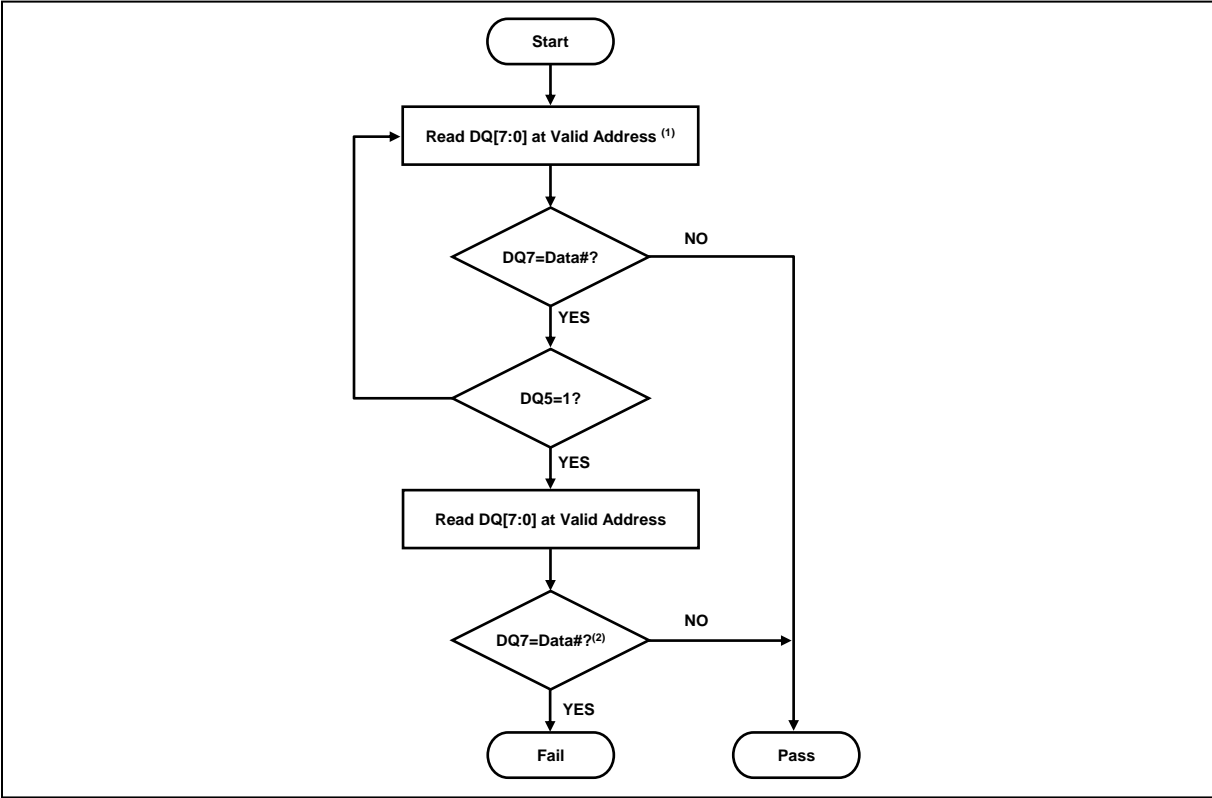 Start
Read DQ[7:0] at Valid Address (1)
DQ7=Data#?
NO
YES
DQ5=1?
YES
Read DQ[7:0] at Valid Address
DQ7=Data#?(2)
NO
YES
Fail
Pass